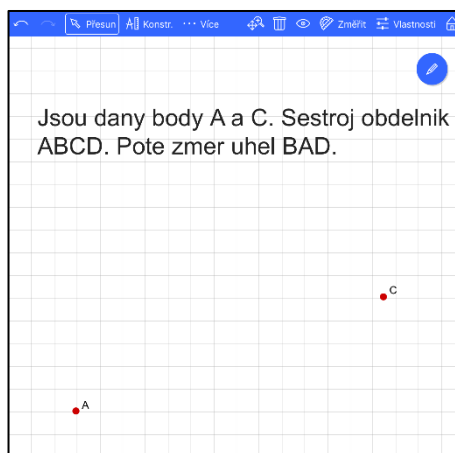 Přesun Konstr. Více Změřit Vlastnosti
Jsou dany body A a C. Sestroj obdelnik
ABCD. Pote zmer uhel BAD.
C
A